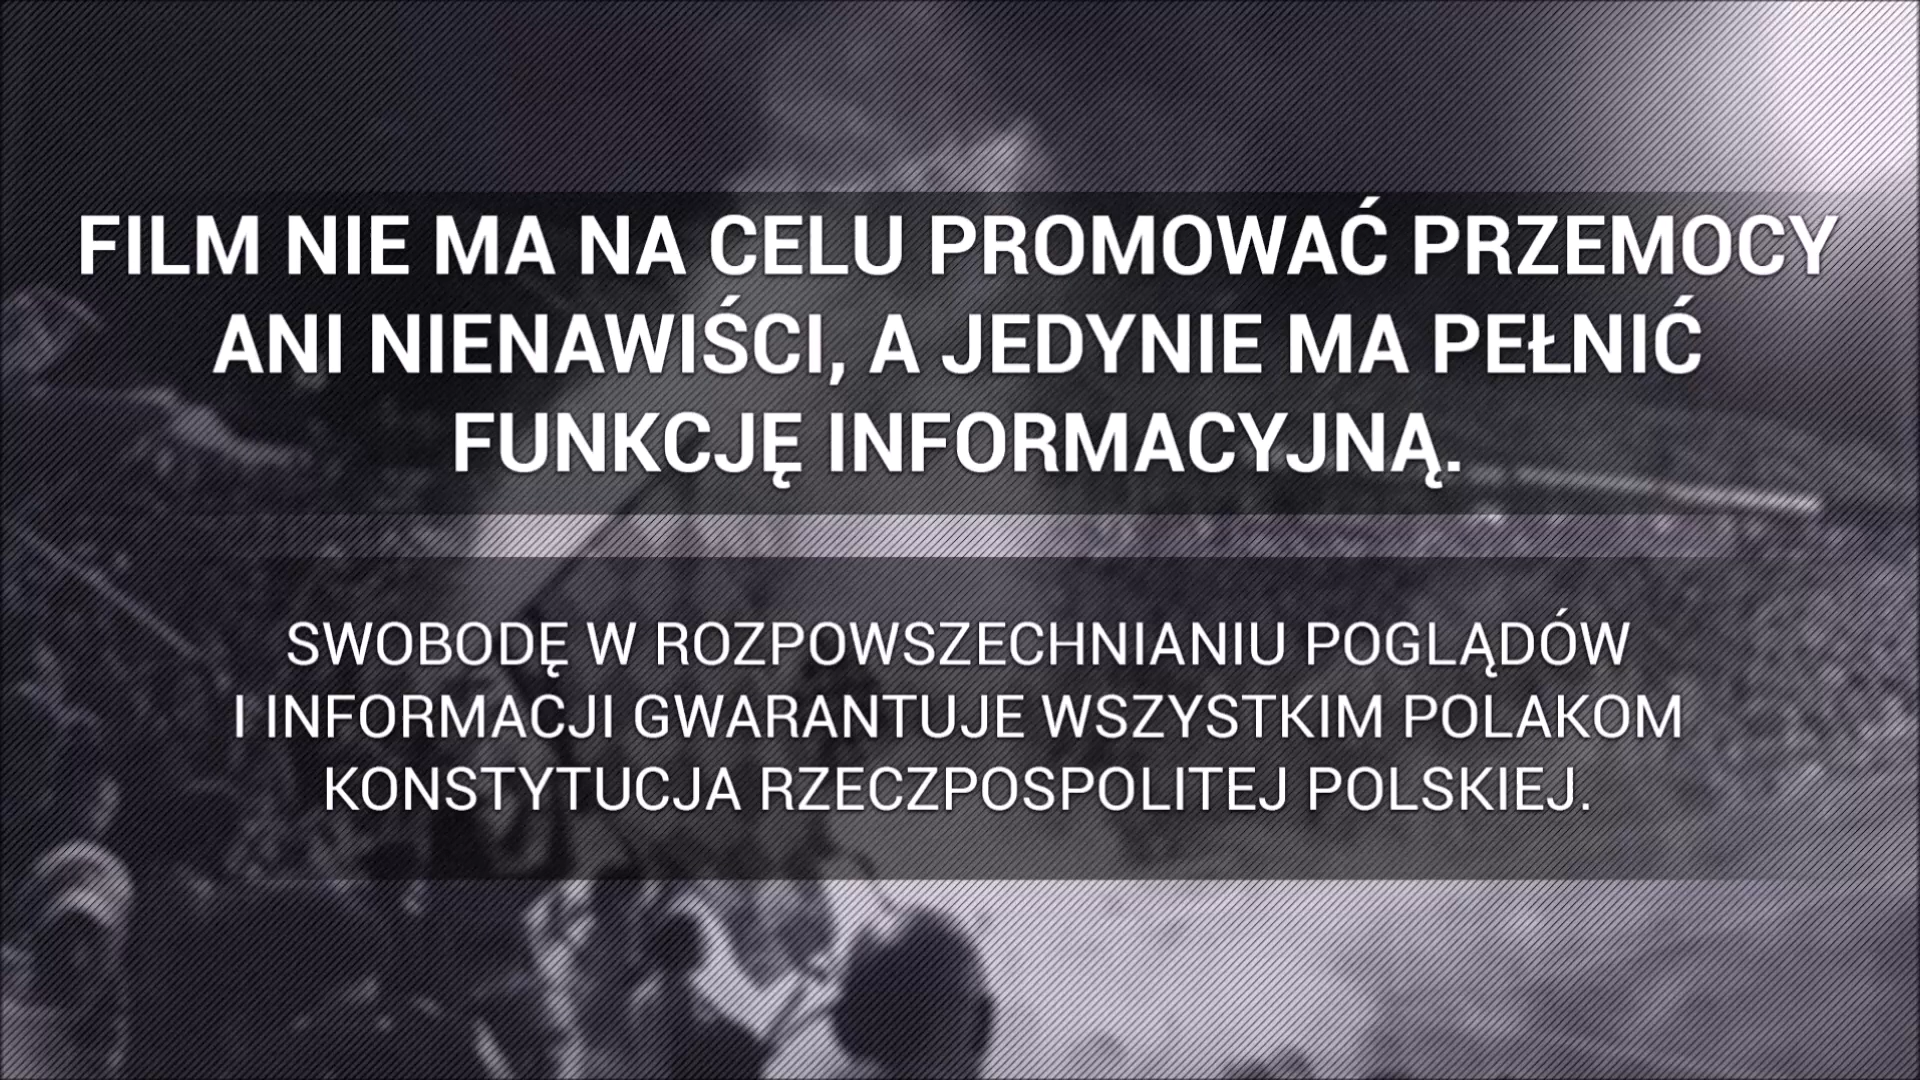 FILM NIE MA NA CELU PROMOWAĆ PRZEMOCY
ANI NIENAWIŚCI, A JEDYNIE MA PEŁNIĆ
FUNKCJĘ INFORMACYJNĄ.
SWOBODĘ W ROZPOWSZECHNIANIU POGLĄDÓW
I INFORMACJI GWARANTUJE WSZYSTKIM POLAKOM
KONSTYTUCJA RZECZPOSPOLITEJ POLSKIEJ.